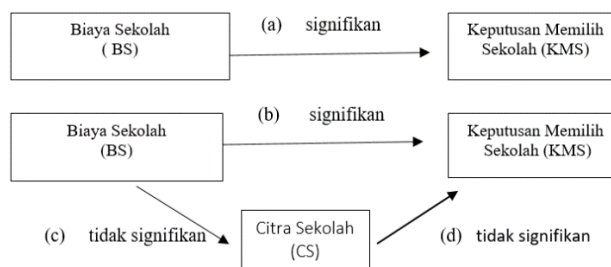 (a) signifikan
Biaya Sekolah
( BS)
Keputusan Memilih
Sekolah (KMS)
(b) signifikan
Biaya Sekolah
(BS)
Keputusan Memilih
Sekolah (KMS)
(c) tidak signifikan
Citra Sekolah
(CS)
(d) tidak signifikan